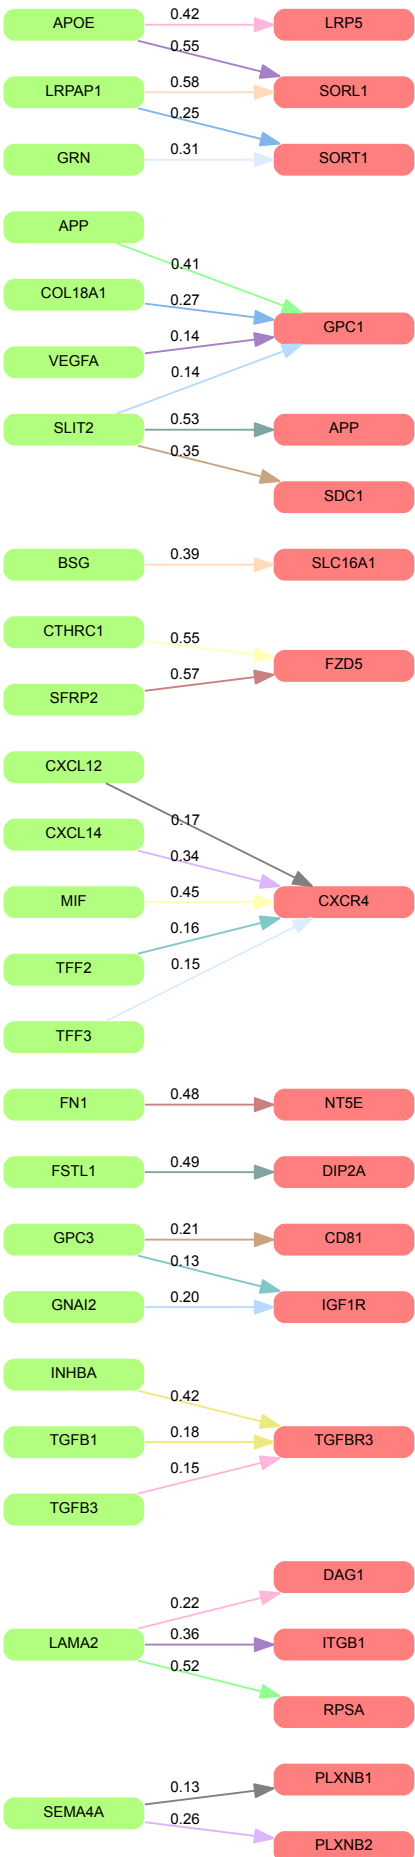 APOE 0.42 LRP5
0.55
LRPAP1 0.58 SORL1
0.25
GRN 0.31 SORT1
APP
0.41
COL18A1 0.27 GPC1
VEGFA 0.14
0.14
SLIT2 0.53 APP
0.35
SDC1
BSG 0.39 SLC16A1
CTHRC1 0.55
FZD5
SFRP2 0.57
CXCL12
0.17
CXCL14 0.34
MIF 0.45 CXCR4
TFF2 0.16
0.15
TFF3
FN1 0.48 NT5E
FSTL1 0.49 DIP2A
GPC3 0.21 CD81
0.13
GNAI2 0.20 IGF1R
INHBA
0.42
TGFB1 0.18 TGFBR3
TGFB3 0.15
DAG1
0.22
LAMA2 0.36 ITGB1
0.52
RPSA
PLXNB1
0.13
SEMA4A
0.26
PLXNB2